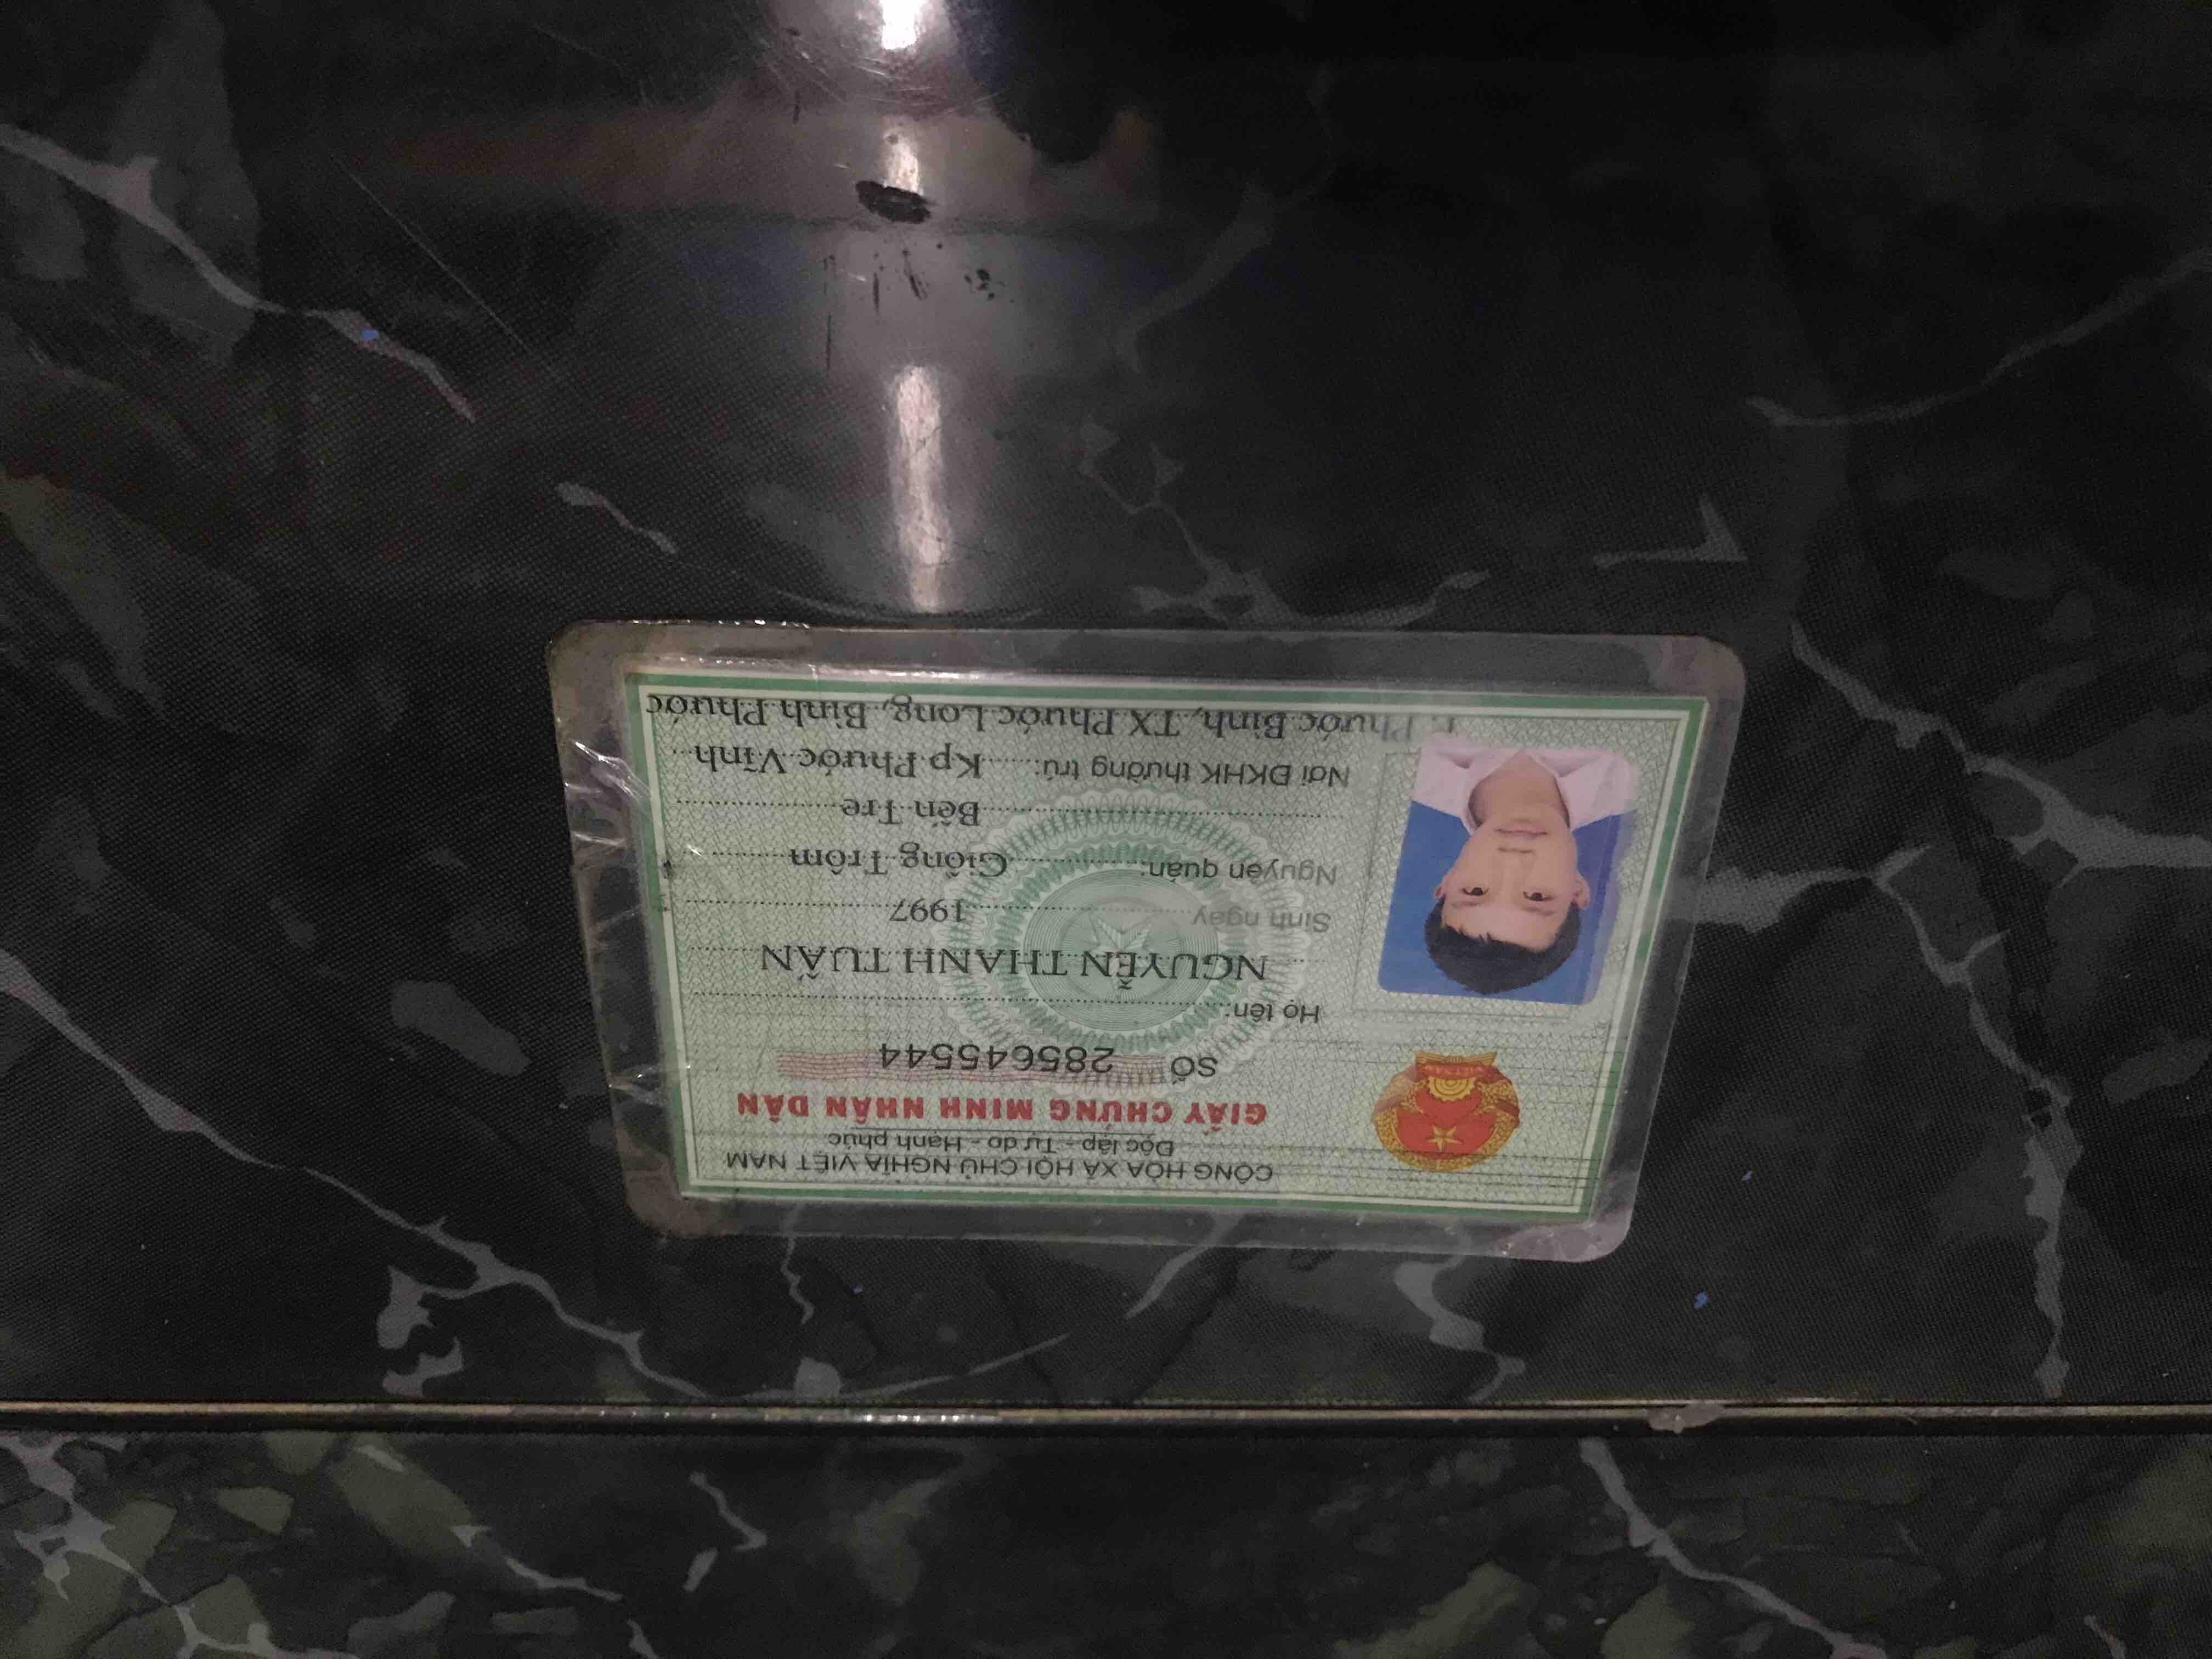 CỘNG HÒA XÃ HỘI CHỦ NGHĨA VIỆT NAM
Độc lập - Tự do - Hạnh phúc
GIẤY CHỨNG MINH NHÂN DÂN
SỐ 285645544
Họ tên:
NGUYỄN THANH TUẤN
Sinh ngày 1997
Nguyên quán: Giồng Trôm
Bến Tre
Nơi ĐKHK thường trú: Kp Phước Vĩnh
P. Phước Bình, TX Phước Long, Bình Phước
VIỆT NAM